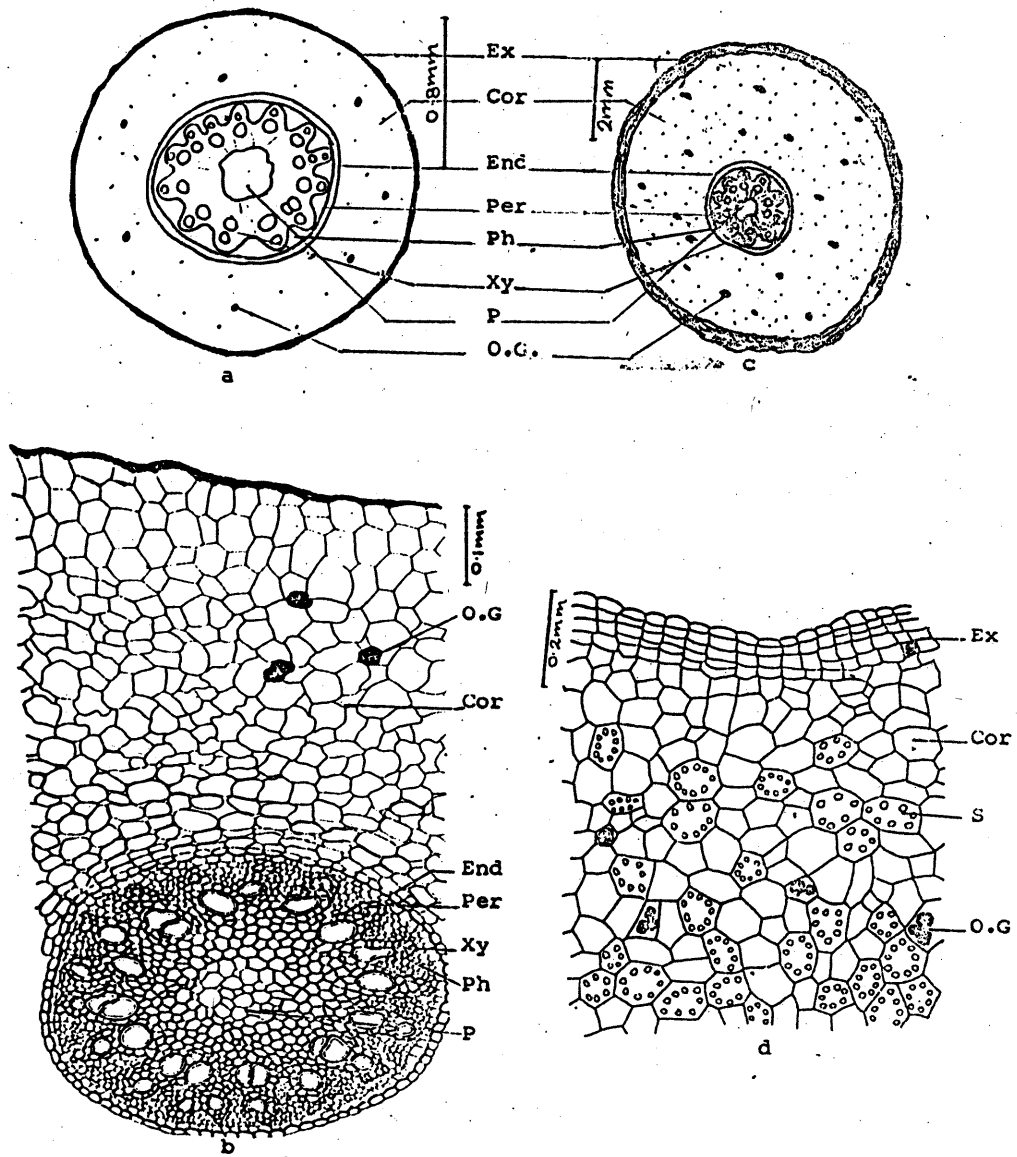 0.8mm
Ex
2mm
Cor
End
Per
Ph
Xy
P
O.G.
a
c
0.1mm
O.G
Cor
End
Per
Xy
Ph
P
b
0.2mm
Ex
Cor
S
O.G
d